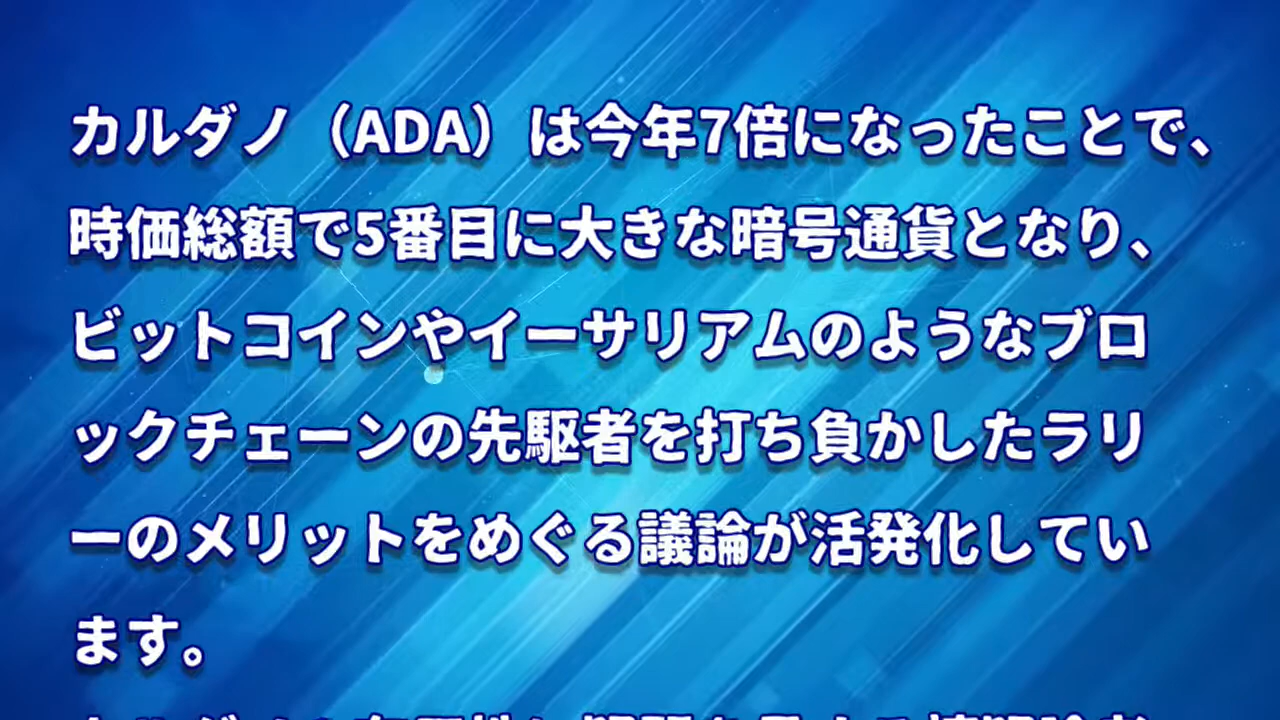 カルダノ（ADA）は今年7倍になったことで、
時価総額で5番目に大きな暗号通貨となり、
ビットコインやイーサリアムのようなブロ
ックチェーンの先駆者を打ち負かしたラリ
ーのメリットをめぐる議論が活発化してい
ます。